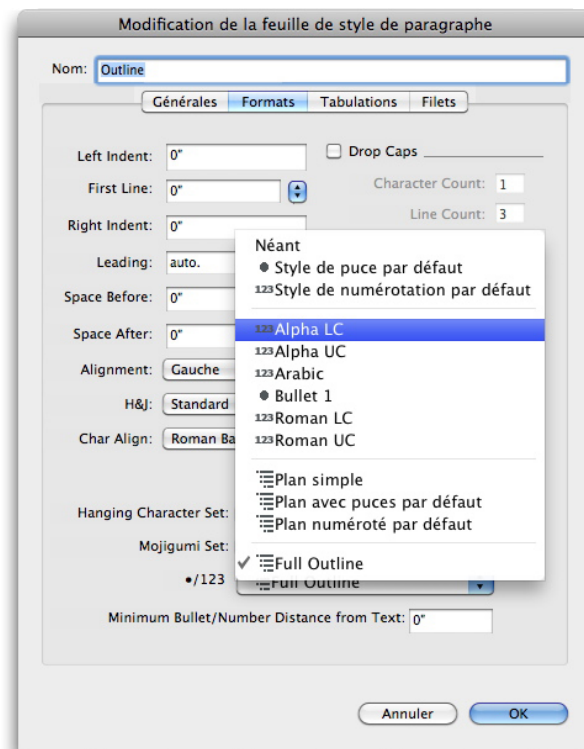 Modification de la feuille de style de paragraphe
Nom: Outline
Générales Formats Tabulations Filets
Left Indent: 0" Drop Caps
First Line: 0" Character Count: 1
Right Indent: 0" Line Count: 3
Néant
Leading: auto. Style de puce par défaut
Space Before: 0" 123 Style de numérotation par défaut
Space After: 0" 123 Alpha LC
123 Alpha UC
Alignment: Gauche 123 Arabic
Bullet 1
H&J: Standard 123 Roman LC
Char Align: Roman Ba 123 Roman UC
Plan simple
Plan avec puces par défaut
Hanging Character Set: Plan numéroté par défaut
Mojigumi Set: ✓ Full Outline
•/123 Full Outline
Minimum Bullet/Number Distance from Text: 0"
Annuler OK